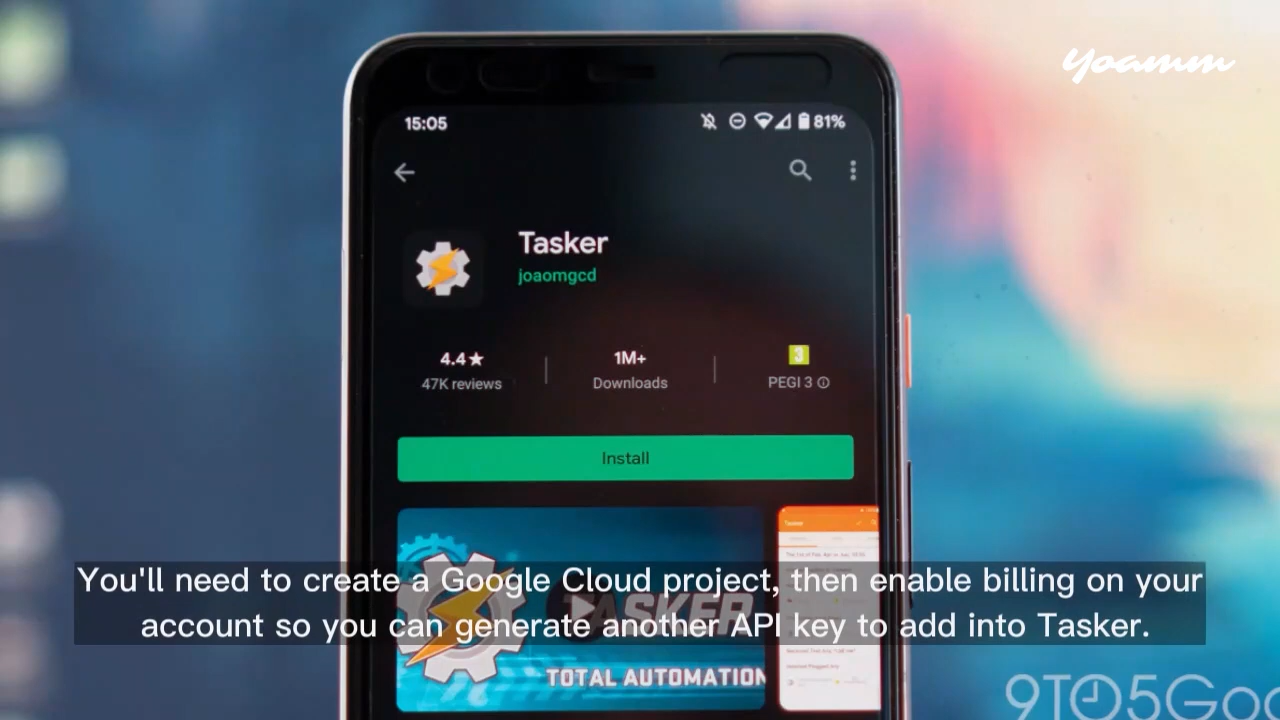 Yoamm
15:05
81%
Tasker
joaomgcd
4.4★
1M+
3
47K reviews
Downloads
PEGI 3
Install
Tasker
You'll need to create a Google Cloud project, then enable billing on your
account so you can generate another API key to add into Tasker.
TASKER
TOTAL AUTOMATION
9TO5Goo